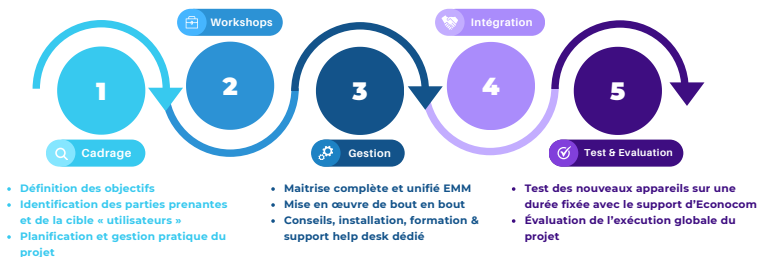 Workshops
Intégration
1
2
3
4
5
Cadrage
Gestion
Test & Evaluation
• Définition des objectifs
• Identification des parties prenantes
et de la cible « utilisateurs »
• Planification et gestion pratique du
projet
• Maitrise complète et unifié EMM
• Mise en œuvre de bout en bout
• Conseils, installation, formation &
support help desk dédié
• Test des nouveaux appareils sur une
durée fixée avec le support d’Econocom
• Évaluation de l’exécution globale du
projet